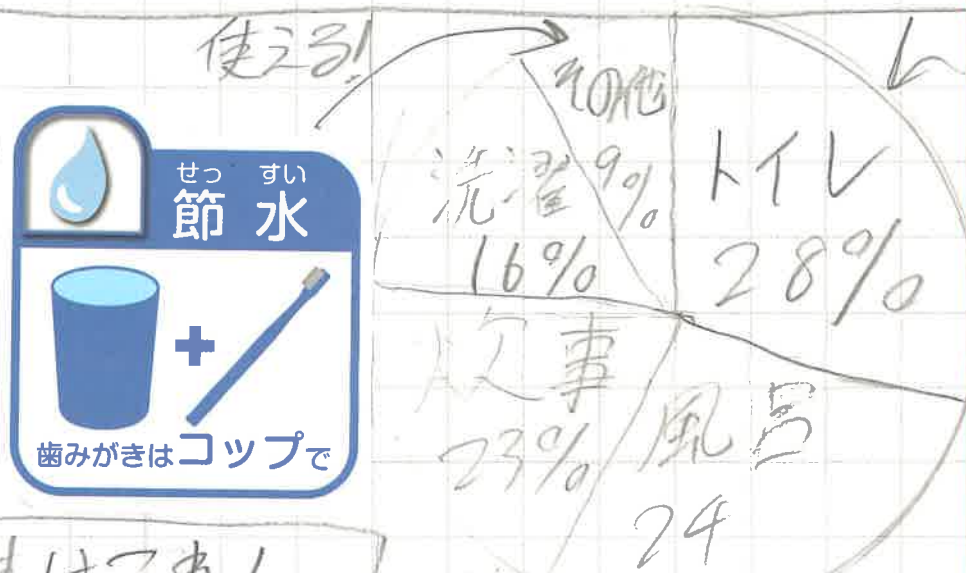 使える!
その他
9%
洗濯
16%
トイレ
28%
炊事
23%
風呂
24
せっ すい
節水
+
歯みがきはコップで